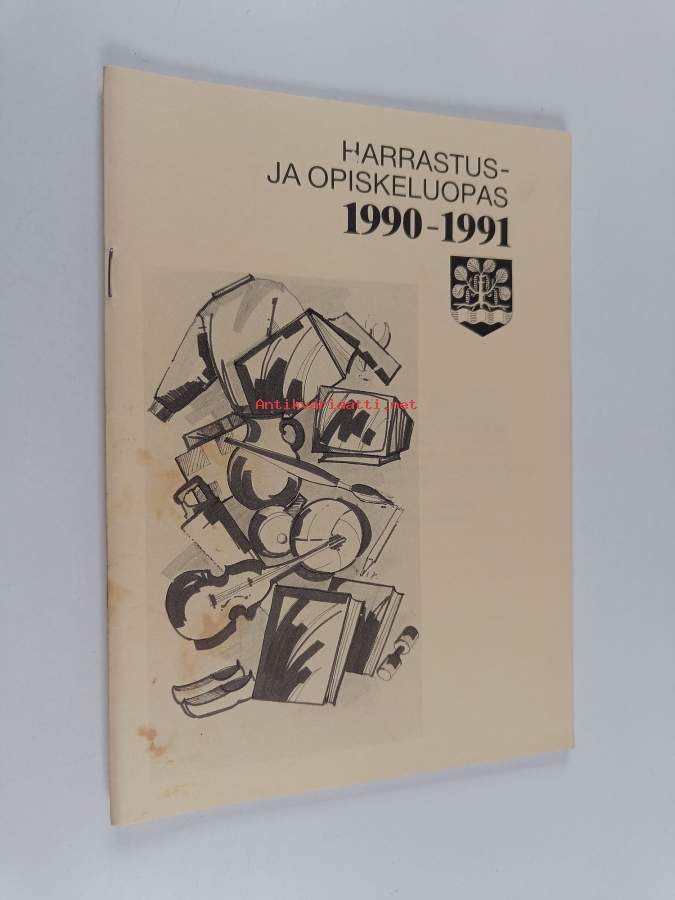 HARRASTUS-
JA OPISKELUOPAS
1990-1991
Antikvariaatti.net